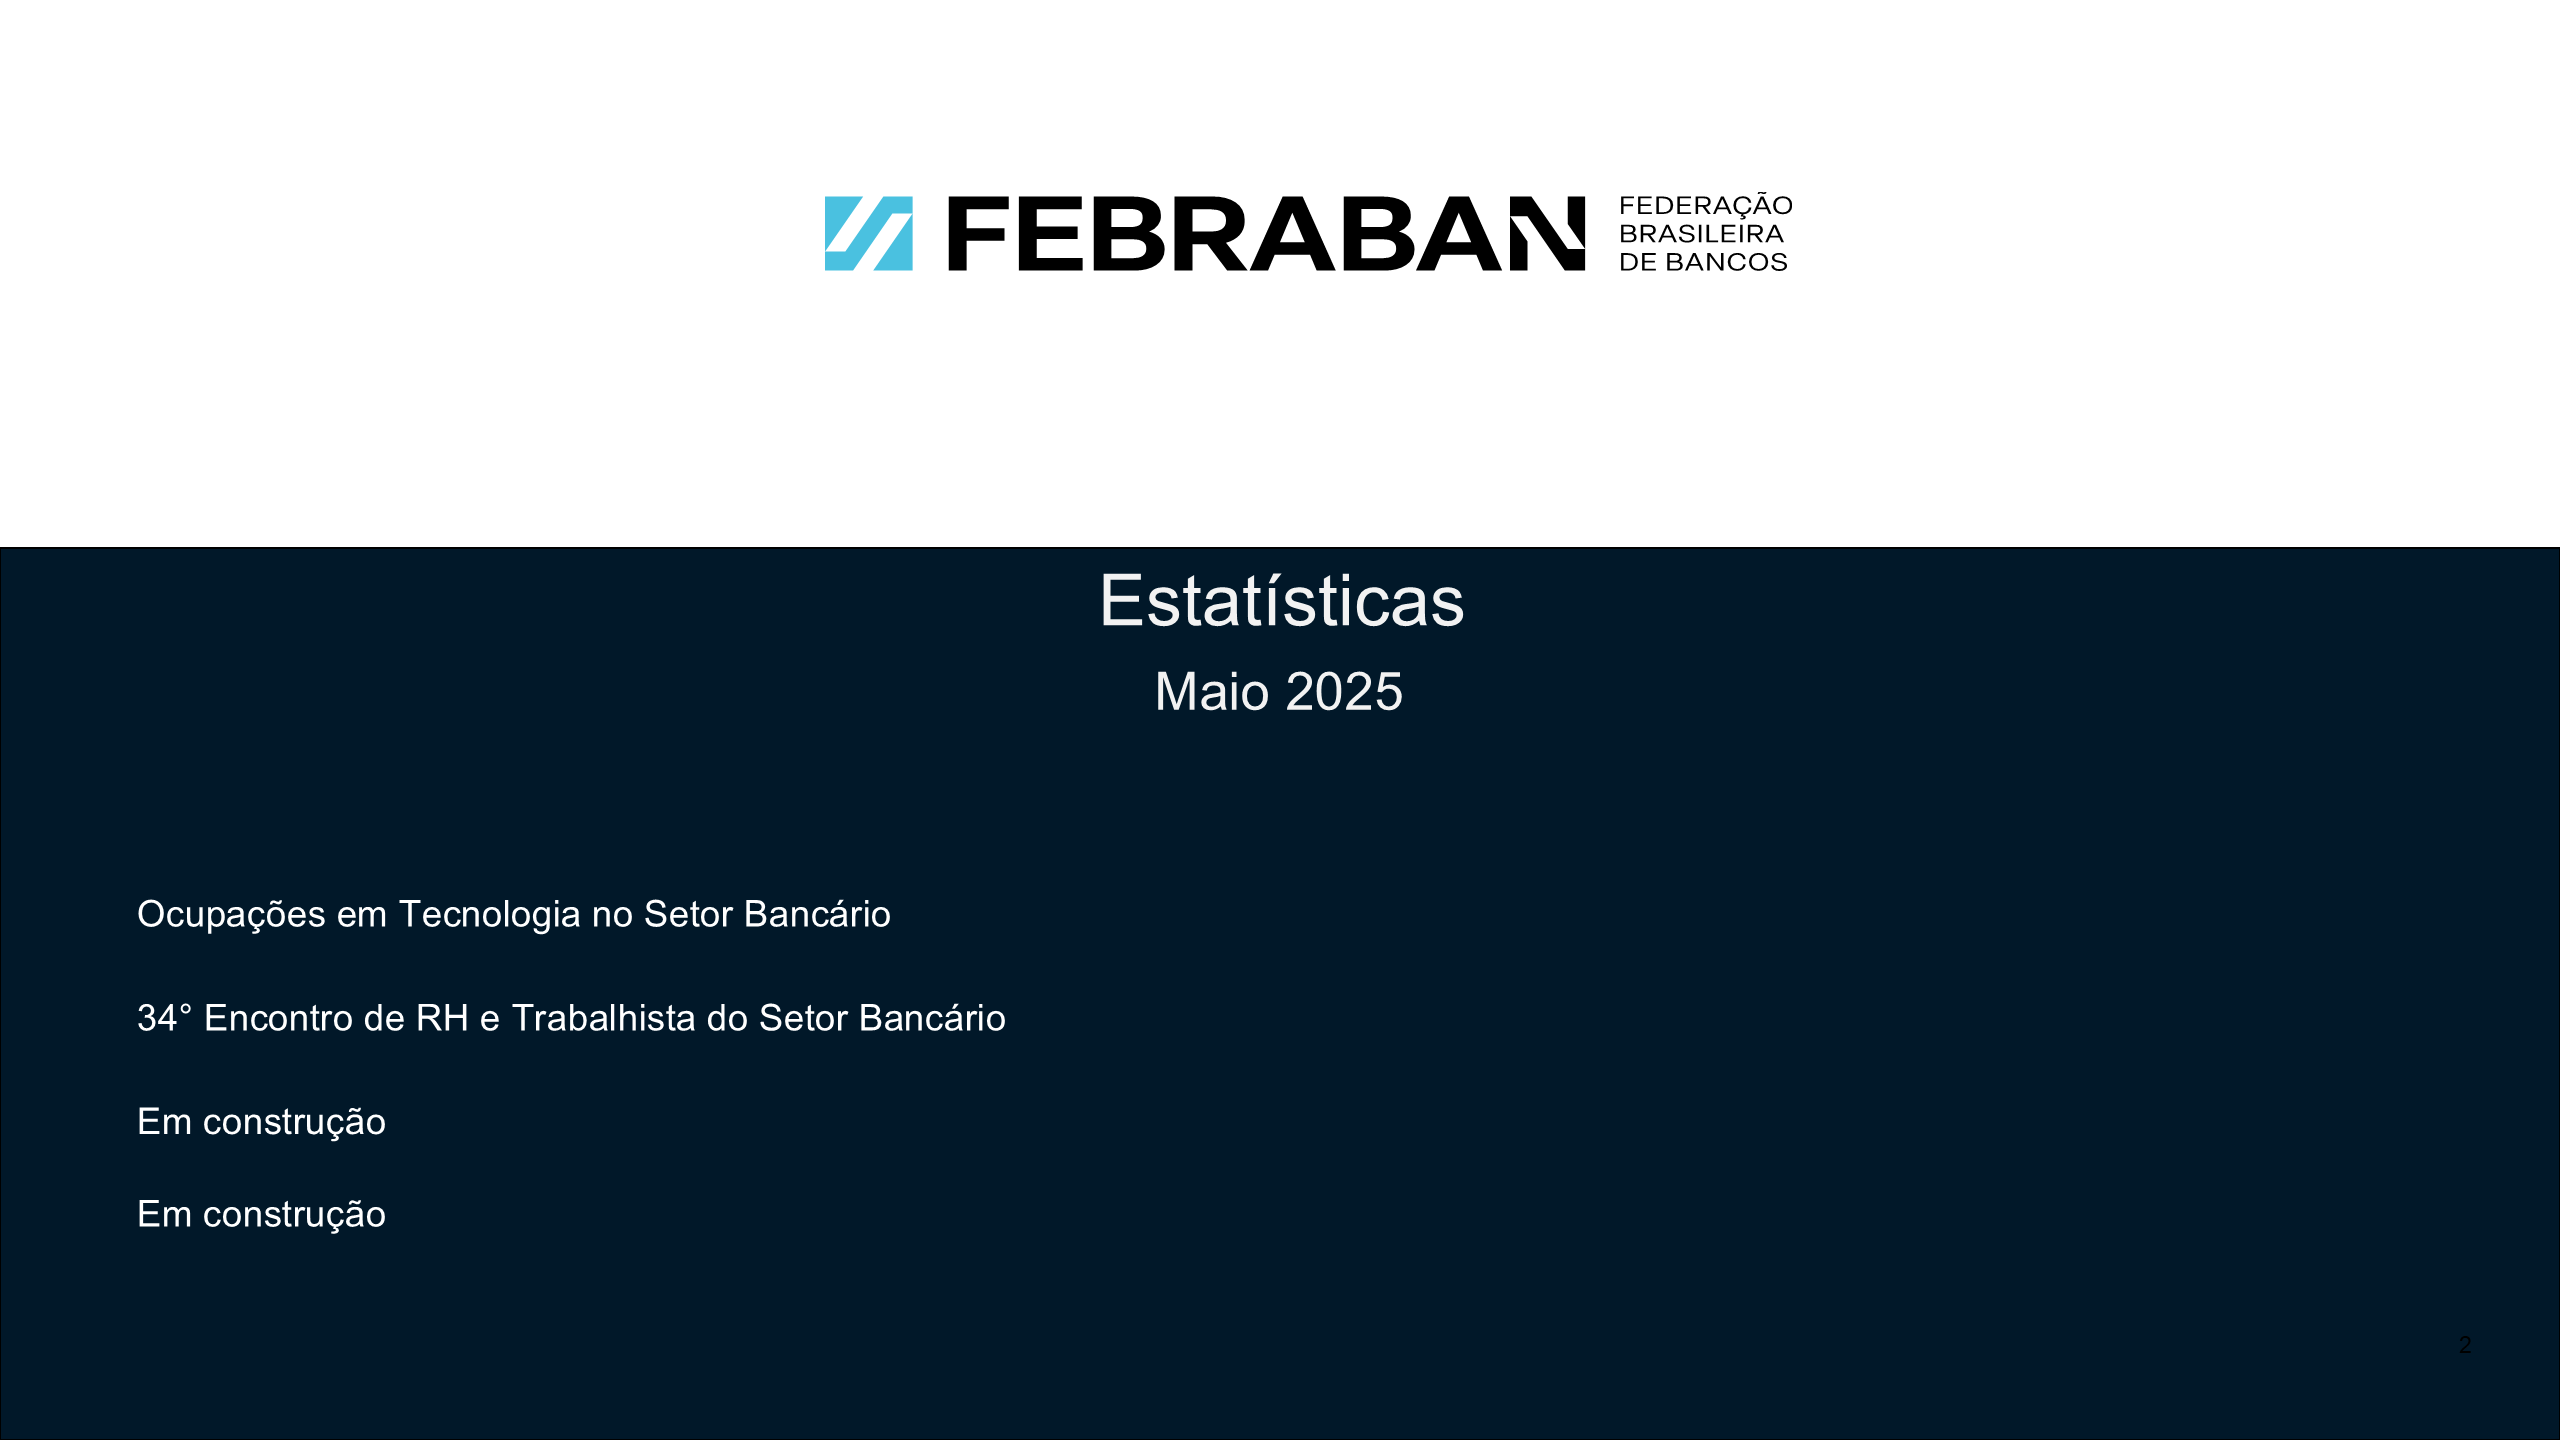 FEBRABAN
FEDERAÇÃO
BRASILEIRA
DE BANCOS
Estatísticas
Maio 2025
Ocupações em Tecnologia no Setor Bancário
34° Encontro de RH e Trabalhista do Setor Bancário
Em construção
Em construção
2